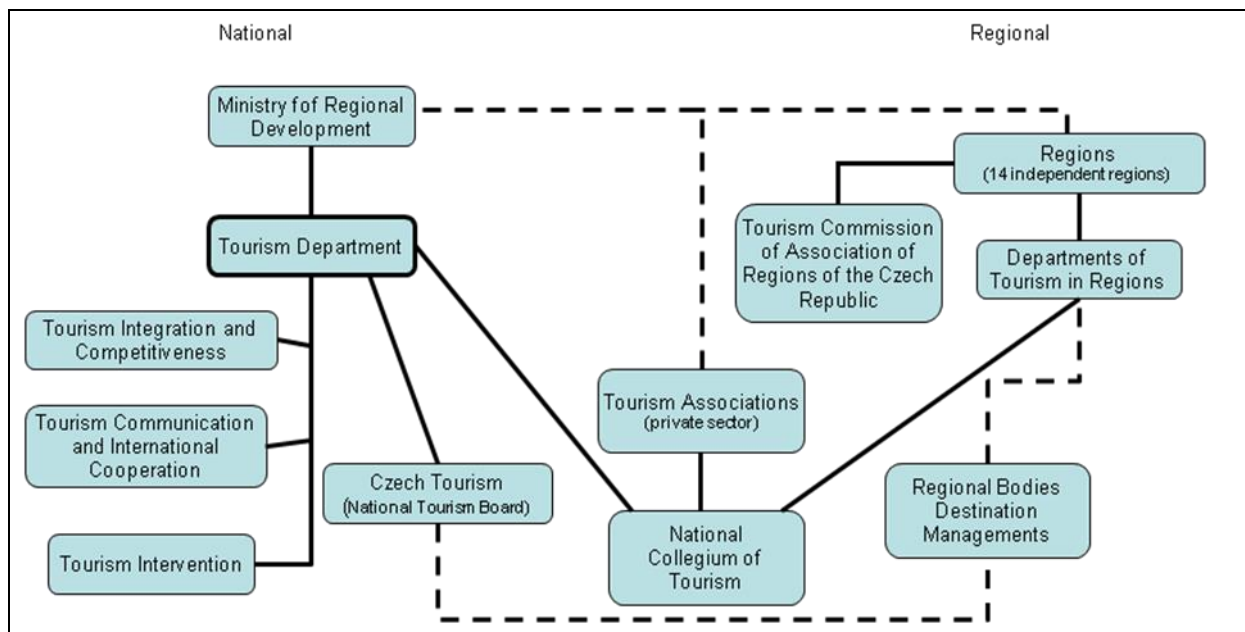 National
Regional
Ministry fof Regional
Development
Regions
(14 independent regions)
Tourism Department
Tourism Commission
of Association of
Regions of the Czech
Republic
Departments of
Tourism in Regions
Tourism Integration and
Competitiveness
Tourism Associations
(private sector)
Tourism Communication
and International
Cooperation
Czech Tourism
(National Tourism Board)
Regional Bodies
Destination
Managements
National
Collegium of
Tourism
Tourism Intervention